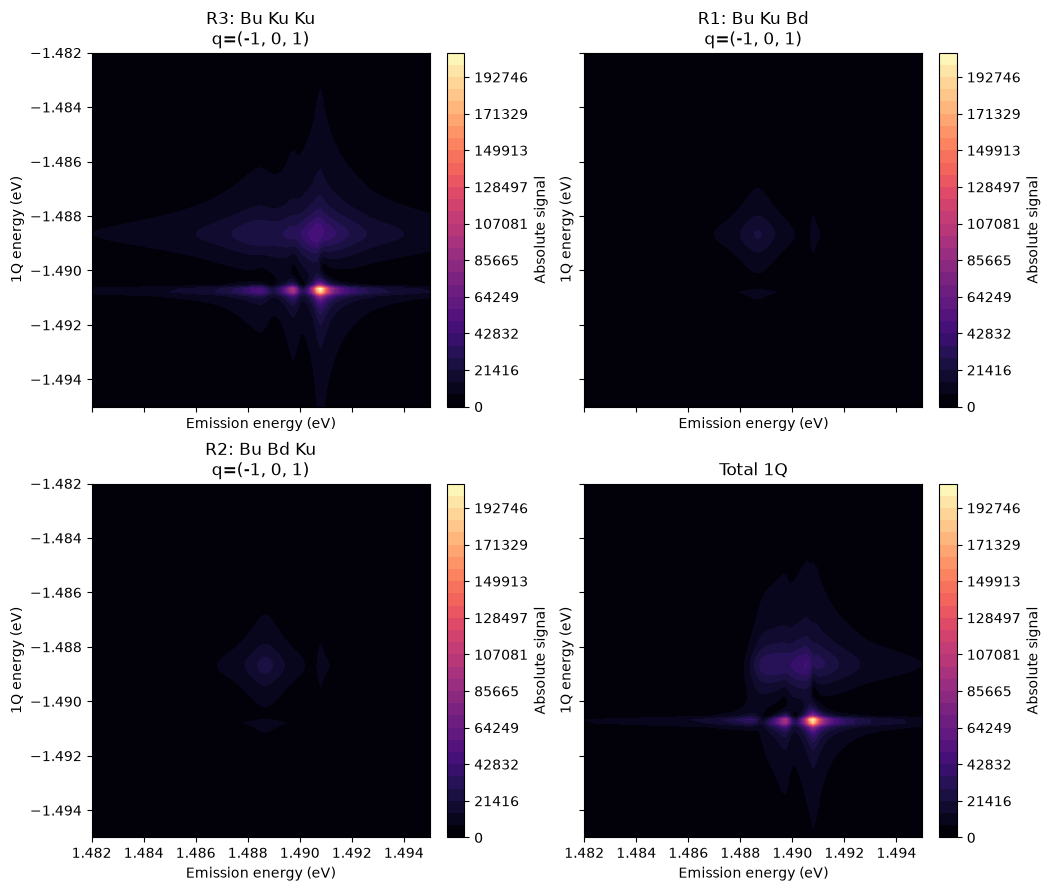 R3: Bu Ku Ku
q=(-1, 0, 1)
R1: Bu Ku Bd
q=(-1, 0, 1)
1Q energy (eV)
−1.482
−1.484
−1.486
−1.488
−1.490
−1.492
−1.494
Emission energy (eV)
192746
171329
149913
128497
107081
85665
64249
42832
21416
0
Absolute signal
1Q energy (eV)
Emission energy (eV)
192746
171329
149913
128497
107081
85665
64249
42832
21416
0
Absolute signal
R2: Bu Bd Ku
q=(-1, 0, 1)
Total 1Q
1Q energy (eV)
−1.482
−1.484
−1.486
−1.488
−1.490
−1.492
−1.494
1.482 1.484 1.486 1.488 1.490 1.492 1.494
Emission energy (eV)
192746
171329
149913
128497
107081
85665
64249
42832
21416
0
Absolute signal
1Q energy (eV)
1.482 1.484 1.486 1.488 1.490 1.492 1.494
Emission energy (eV)
192746
171329
149913
128497
107081
85665
64249
42832
21416
0
Absolute signal